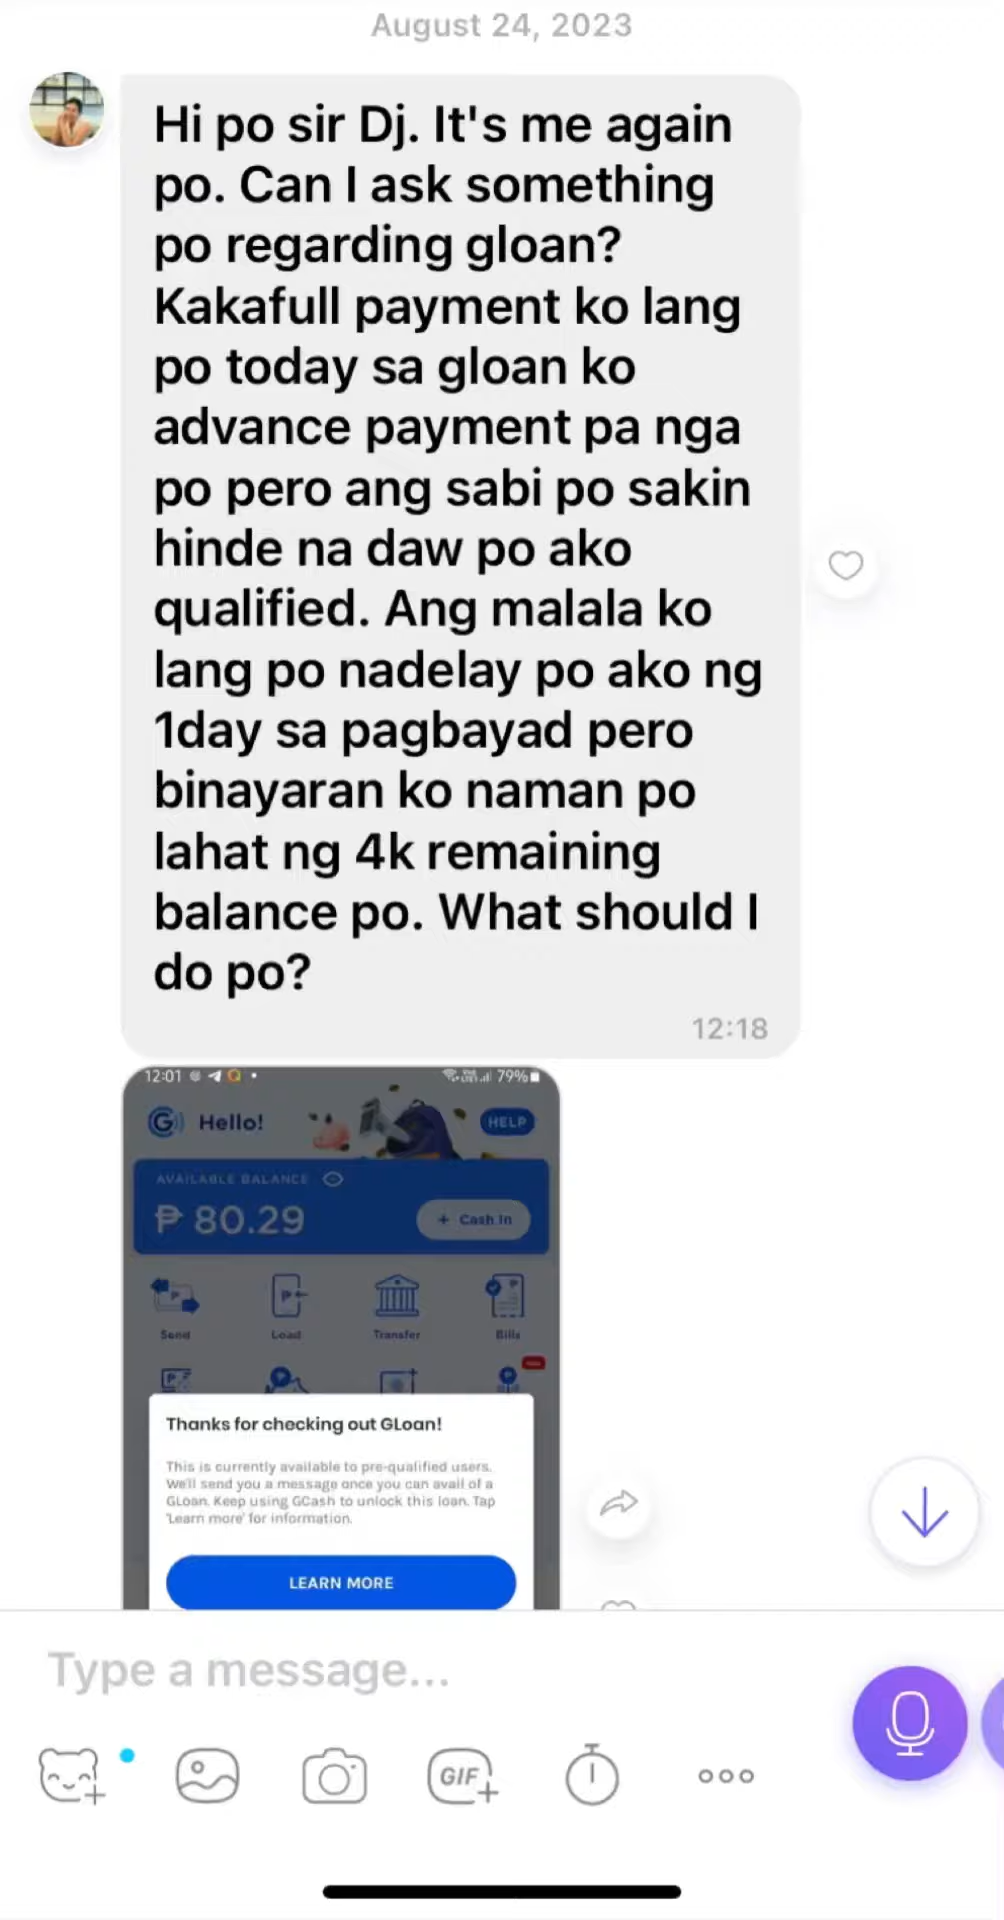 August 24, 2023
Hi po sir Dj. It's me again
po. Can I ask something
po regarding gloan?
Kakafull payment ko lang
po today sa gloan ko
advance payment pa nga
po pero ang sabi po sakin
hinde na daw po ako
qualified. Ang malala ko
lang po nadelay po ako ng
1day sa pagbayad pero
binayaran ko naman po
lahat ng 4k remaining
balance po. What should I
do po?
12:18
12:01 79%
Hello! HELP
AVAILABLE BALANCE
₱ 80.29 + Cash In
Send Load Transfer Bills
Thanks for checking out GLoan!
This is currently available to pre-qualified users.
We'll send you a message once you can avail of a
GLoan. Keep using GCash to unlock this loan. Tap
'Learn more' for information.
LEARN MORE
Type a message...
GIF